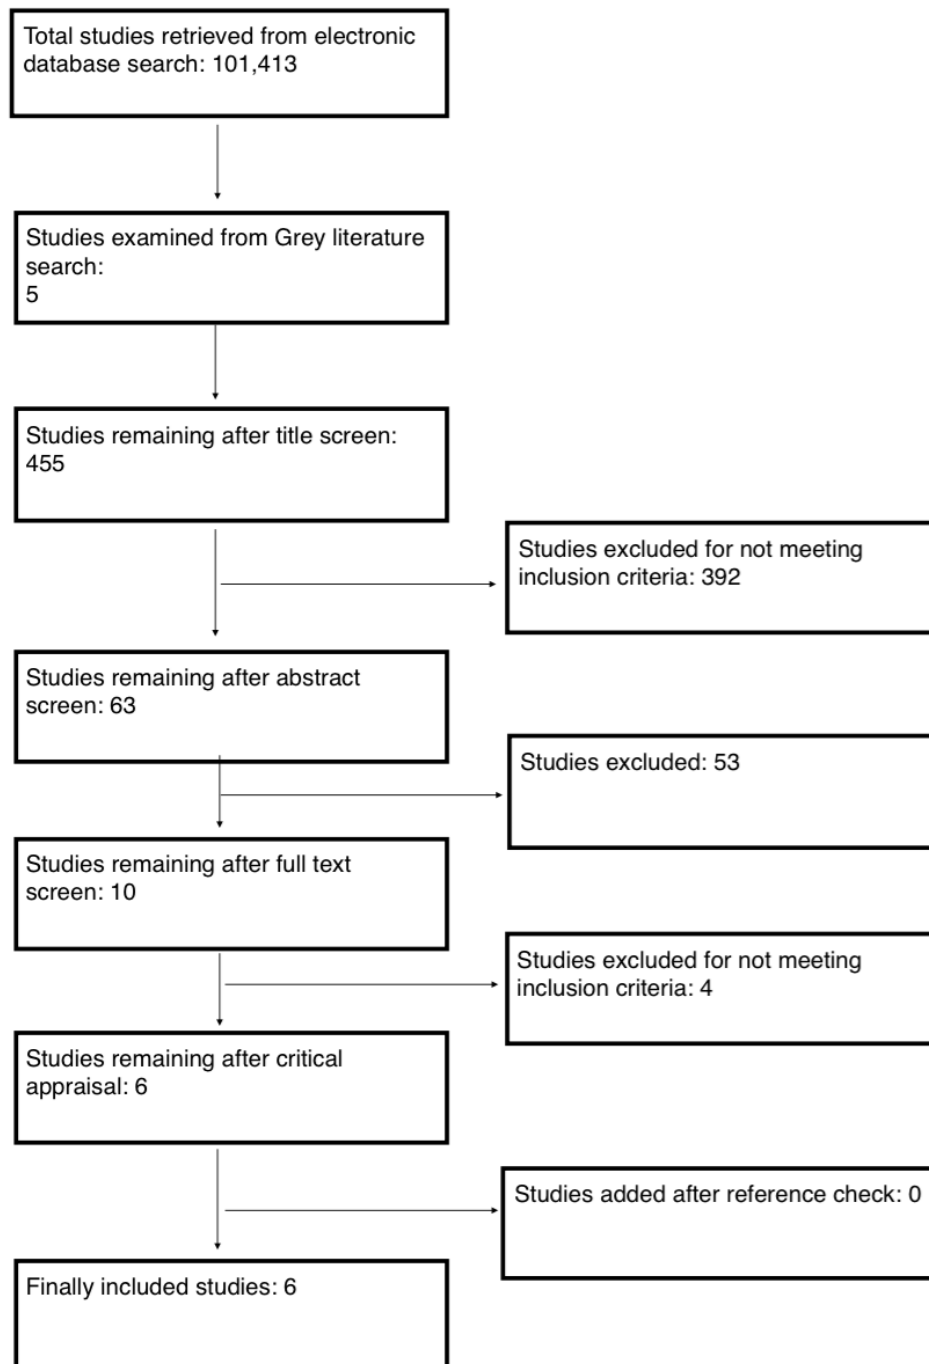 Total studies retrieved from electronic
database search: 101,413
Studies examined from Grey literature
search:
5
Studies remaining after title screen:
455
Studies excluded for not meeting
inclusion criteria: 392
Studies remaining after abstract
screen: 63
Studies excluded: 53
Studies remaining after full text
screen: 10
Studies excluded for not meeting
inclusion criteria: 4
Studies remaining after critical
appraisal: 6
Studies added after reference check: 0
Finally included studies: 6